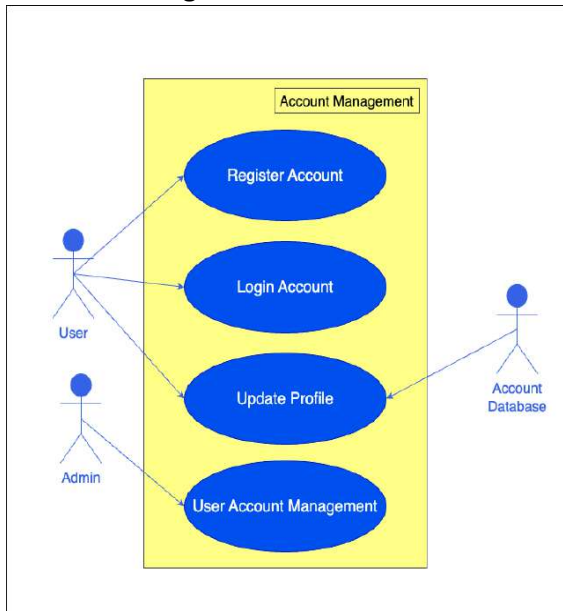 Account Management
Register Account
Login Account
User
Update Profile
Account
Database
Admin
User Account Management